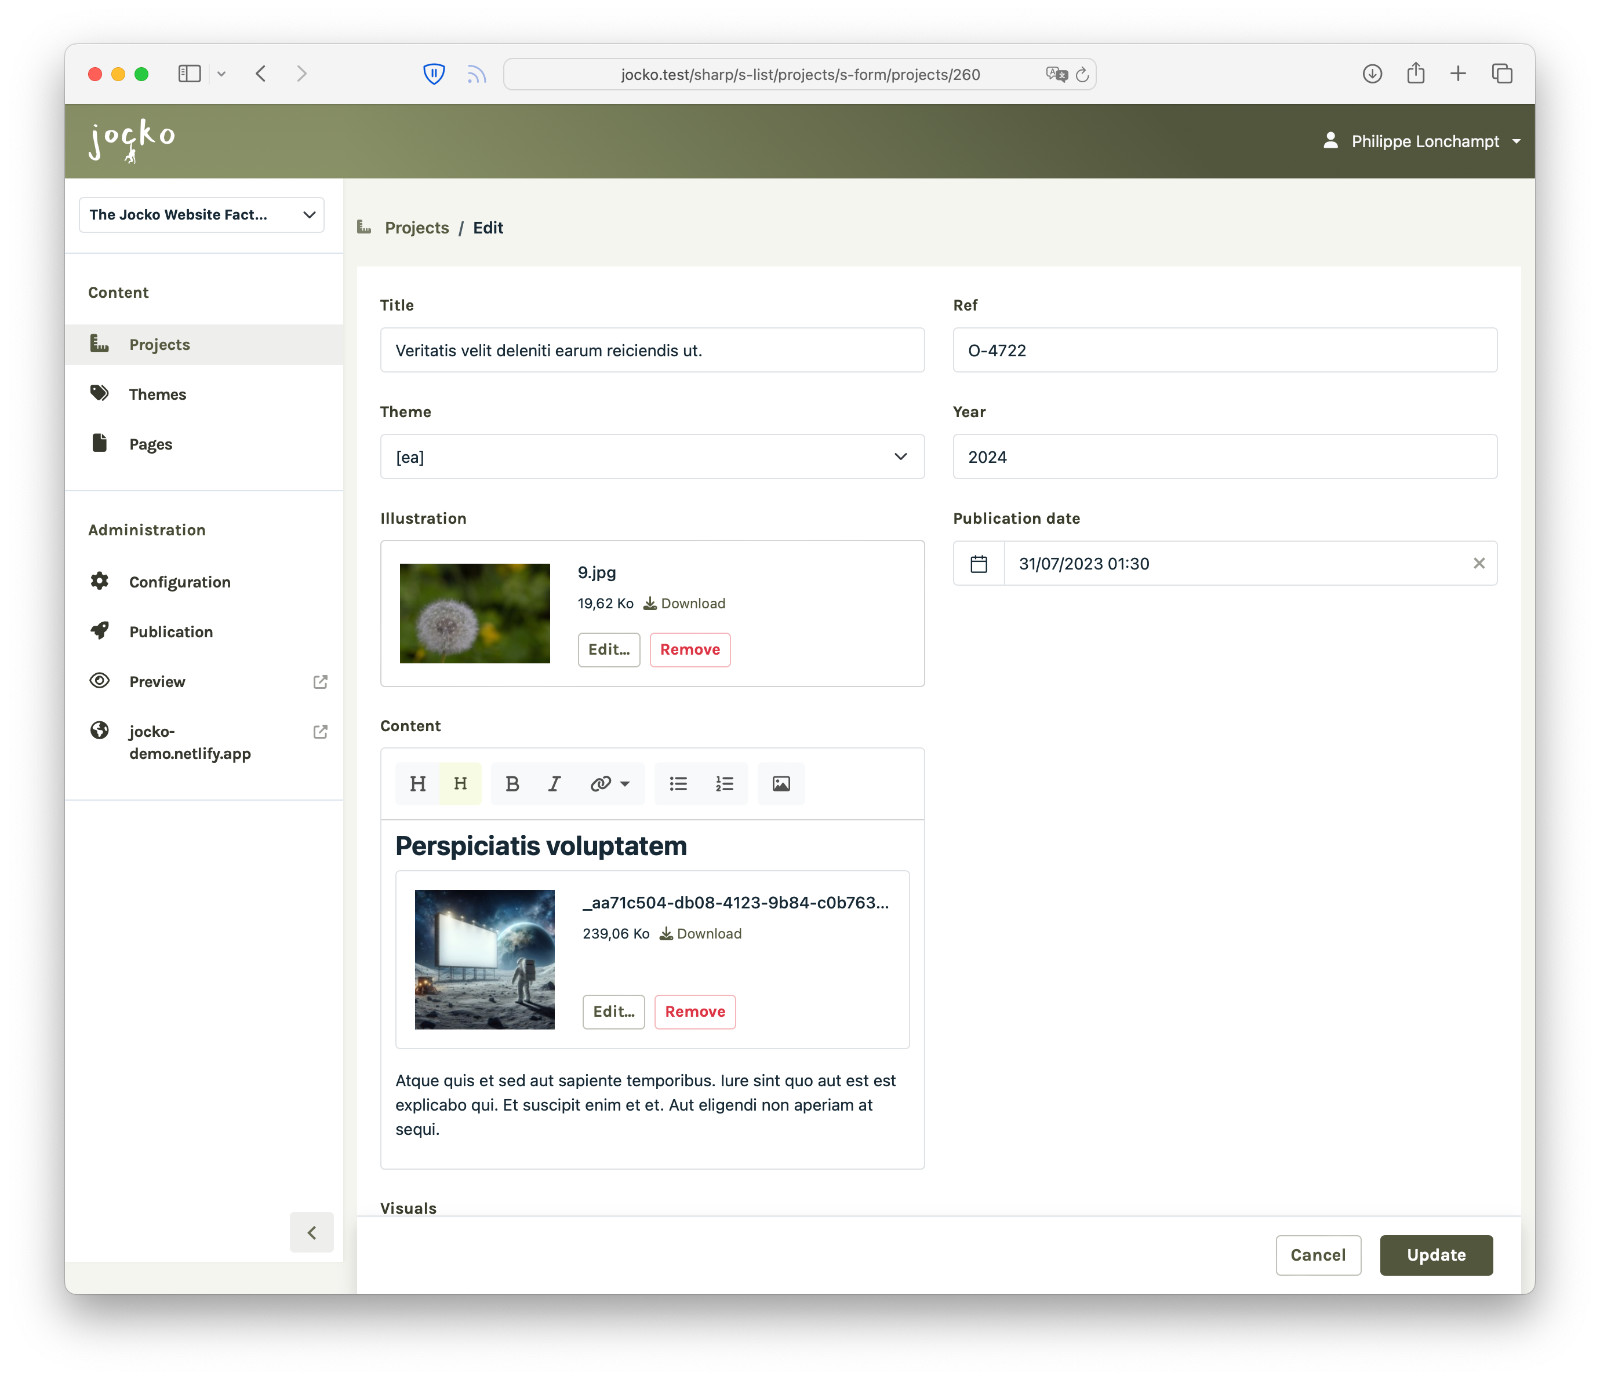 jocko.test/sharp/s-list/projects/s-form/projects/260
jocko
Philippe Lonchampt
The Jocko Website Fact...
Projects / Edit
Content
Projects
Themes
Pages
Administration
Configuration
Publication
Preview
jocko-
demo.netlify.app
Title
Veritatis velit deleniti earum reiciendis ut.
Ref
O-4722
Theme
[ea]
Year
2024
Illustration
9.jpg
19,62 Ko Download
Edit...
Remove
Publication date
31/07/2023 01:30
Content
H H B I
Perspiciatis voluptatem
_aa71c504-db08-4123-9b84-c0b763...
239,06 Ko Download
Edit...
Remove
Atque quis et sed aut sapiente temporibus. Iure sint quo aut est est
explicabo qui. Et suscipit enim et et. Aut eligendi non aperiam at
sequi.
Visuals
Cancel
Update